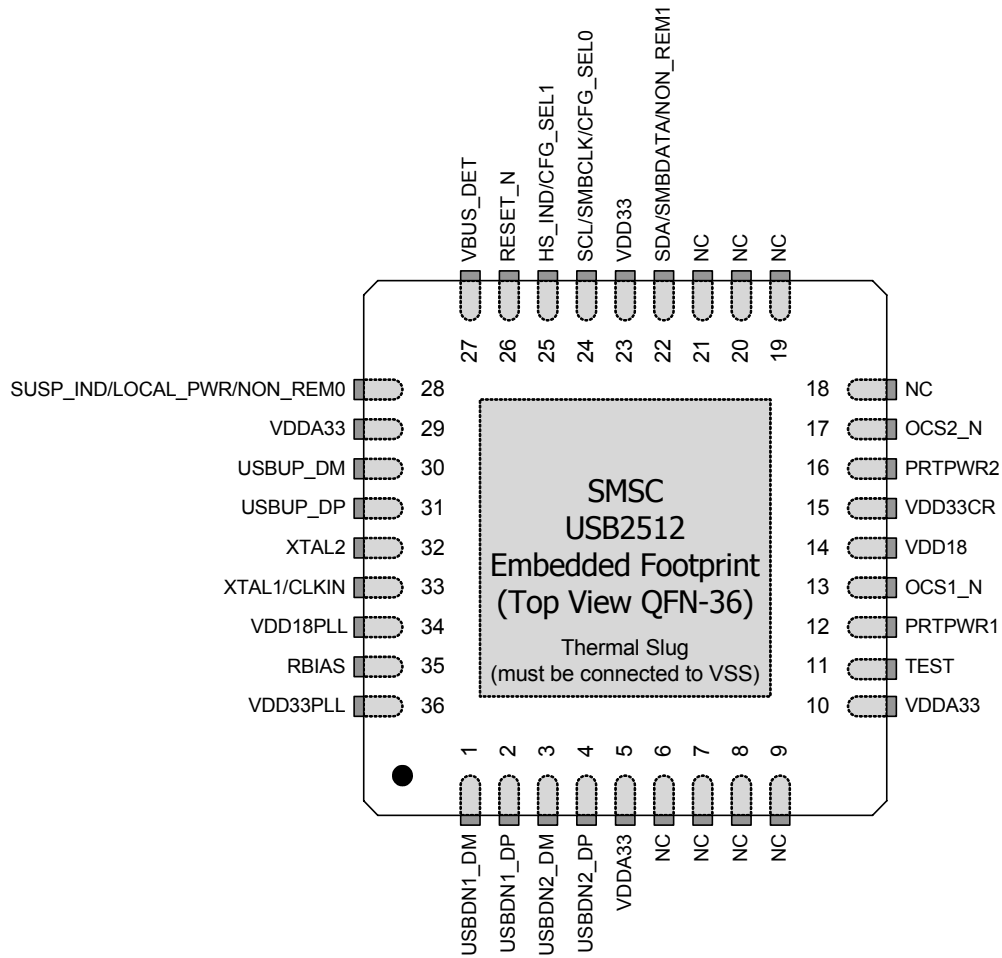 VBUS_DET
RESET_N
HS_IND/CFG_SEL1
SCL/SMBCLK/CFG_SEL0
VDD33
SDA/SMBDATA/NON_REM1
NC
NC
NC
27
26
25
24
23
22
21
20
19
SUSP_IND/LOCAL_PWR/NON_REM0 28
VDDA33 29
USBUP_DM 30
USBUP_DP 31
XTAL2 32
XTAL1/CLKIN 33
VDD18PLL 34
RBIAS 35
VDD33PLL 36
SMSC
USB2512
Embedded Footprint
(Top View QFN-36)
Thermal Slug
(must be connected to VSS)
18 NC
17 OCS2_N
16 PRTPWR2
15 VDD33CR
14 VDD18
13 OCS1_N
12 PRTPWR1
11 TEST
10 VDDA33
1
2
3
4
5
6
7
8
9
USBDN1_DM
USBDN1_DP
USBDN2_DM
USBDN2_DP
VDDA33
NC
NC
NC
NC